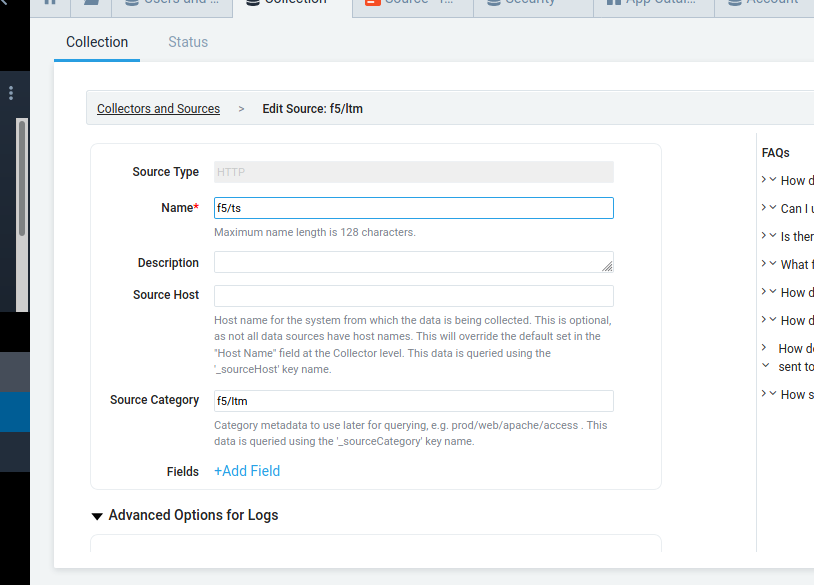 Users and ...
Collection
Source
Security
App Catal...
Account
Collection
Status
Collectors and Sources > Edit Source: f5/ltm
Source Type HTTP
Name* f5/ts
Maximum name length is 128 characters.
Description
Source Host
Host name for the system from which the data is being collected. This is optional,
as not all data sources have host names. This will override the default set in the
"Host Name" field at the Collector level. This data is queried using the
'_sourceHost' key name.
Source Category f5/ltm
Category metadata to use later for querying, e.g. prod/web/apache/access . This
data is queried using the '_sourceCategory' key name.
Fields +Add Field
Advanced Options for Logs
FAQs
How d
Can I u
Is ther
What f
How d
How d
How de
sent to
How s